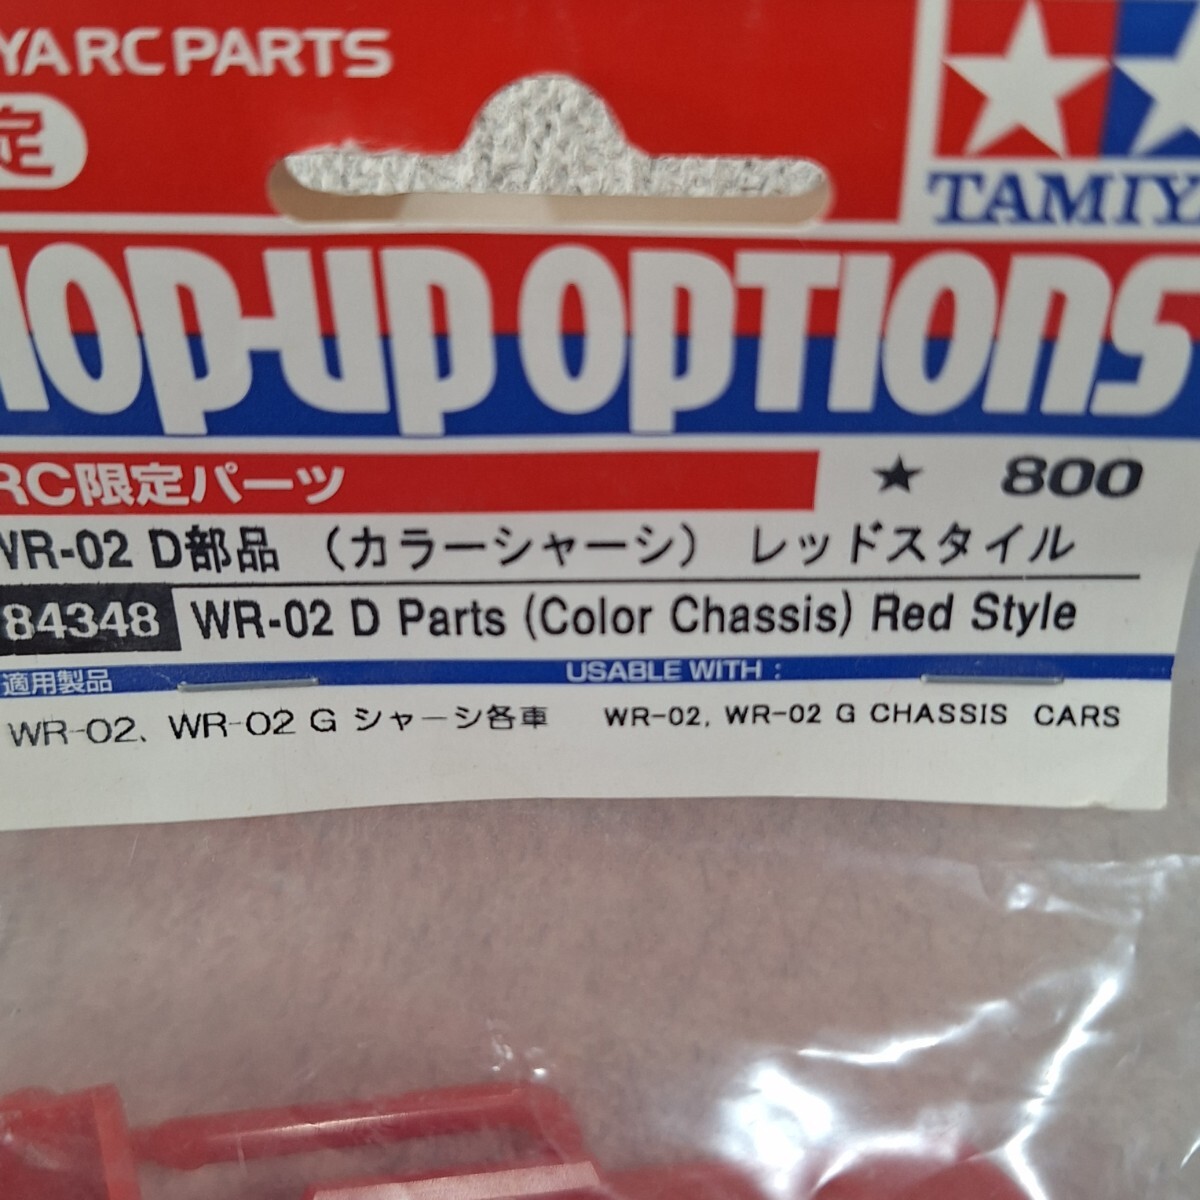 YA RC PARTS
定
TAMIY
HOP-UP OPTIONS
RC限定パーツ
★ 800
WR-02 D部品 （カラーシャーシ） レッドスタイル
84348 WR-02 D Parts (Color Chassis) Red Style
適用製品 USABLE WITH :
WR-02、WR-02 G シャーシ各車 WR-02, WR-02 G CHASSIS CARS